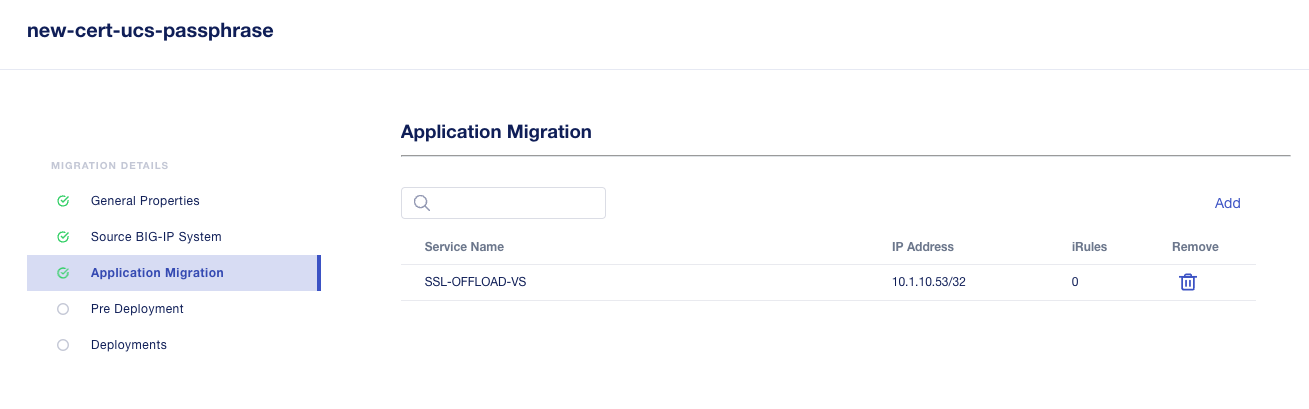 new-cert-ucs-passphrase
Application Migration
MIGRATION DETAILS
General Properties
Source BIG-IP System
Application Migration
Pre Deployment
Deployments
Add
Service Name IP Address iRules Remove
SSL-OFFLOAD-VS 10.1.10.53/32 0